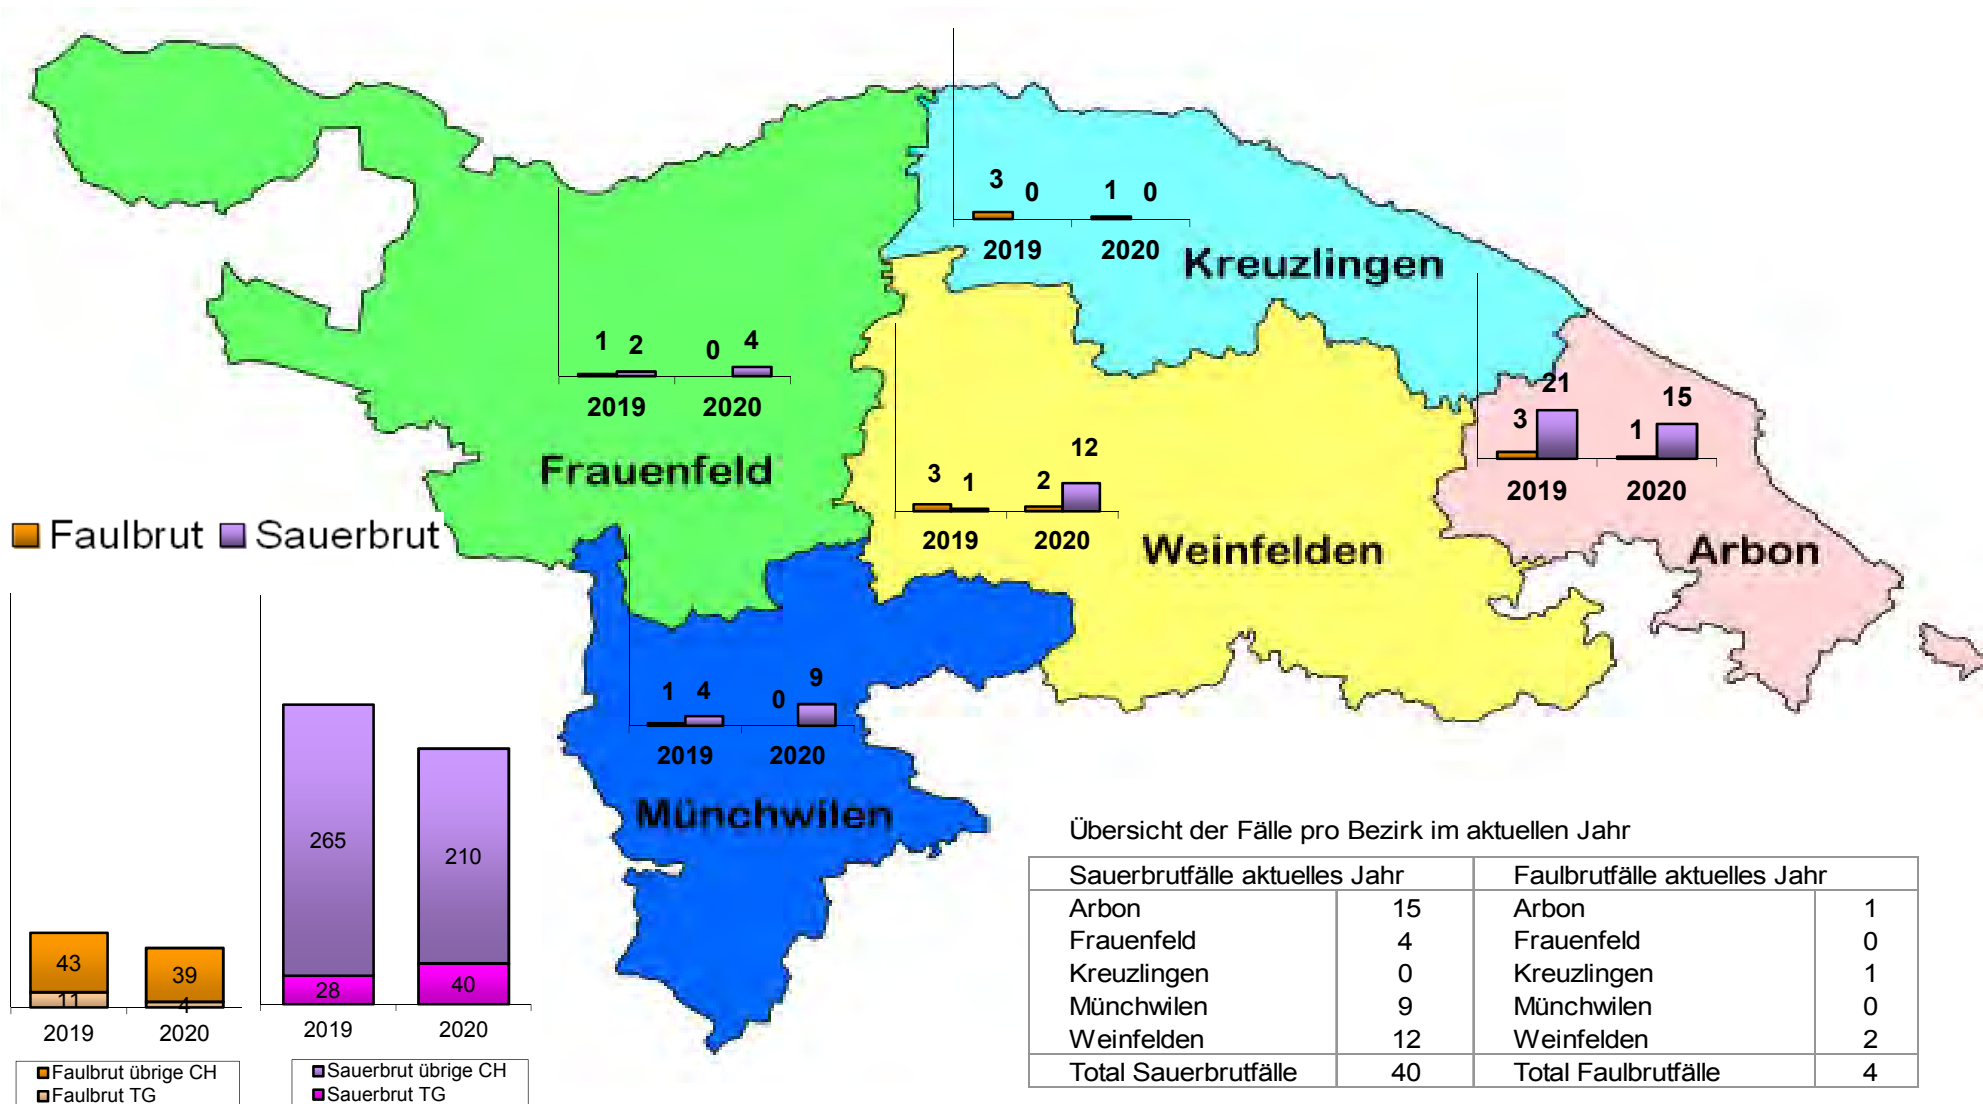 3 0 1 0
2019 2020
Kreuzlingen
1 2 0 4
2019 2020
Frauenfeld
3 21 1 15
2019 2020
Arbon
3 1 2 12
2019 2020
Weinfelden
Faulbrut Sauerbrut
1 4 0 9
2019 2020
Münchwilen
43 39
11 4
2019 2020
Faulbrut übrige CH
Faulbrut TG
265 210
28 40
2019 2020
Sauerbrut übrige CH
Sauerbrut TG
Übersicht der Fälle pro Bezirk im aktuellen Jahr
Sauerbrutfälle aktuelles Jahr Faulbrutfälle aktuelles Jahr
Arbon 15 Arbon 1
Frauenfeld 4 Frauenfeld 0
Kreuzlingen 0 Kreuzlingen 1
Münchwilen 9 Münchwilen 0
Weinfelden 12 Weinfelden 2
Total Sauerbrutfälle 40 Total Faulbrutfälle 4